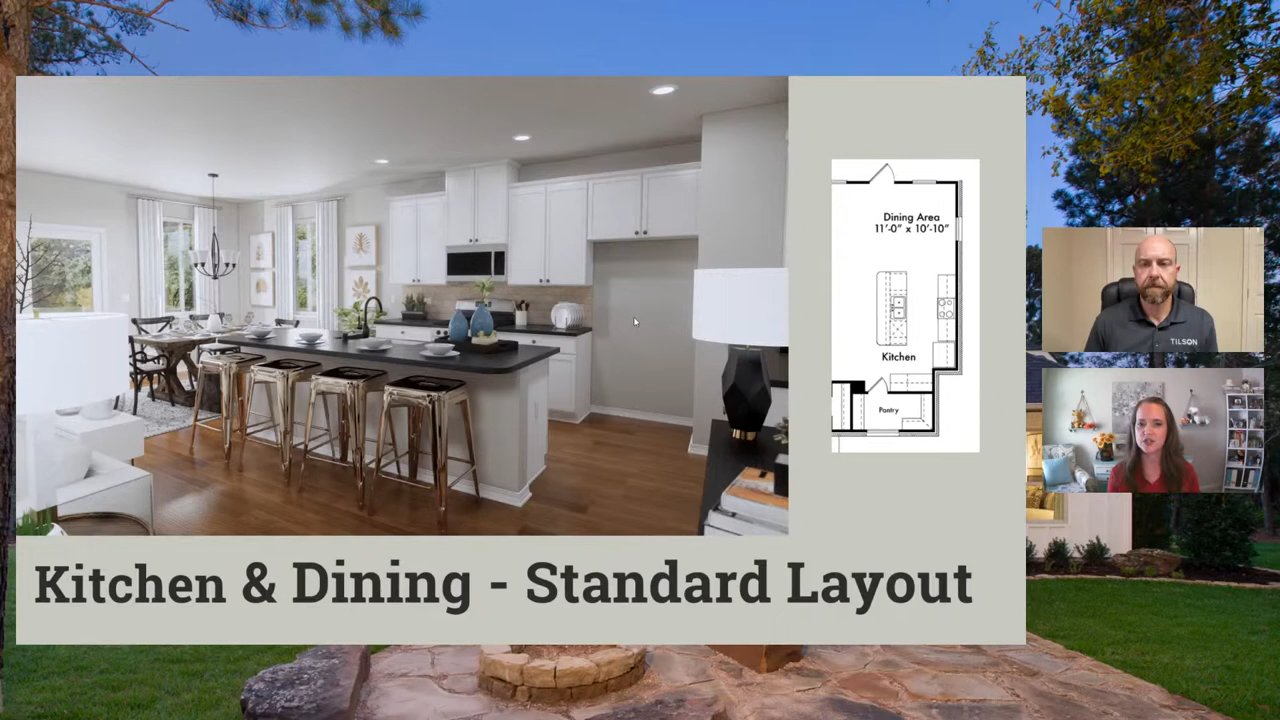 Dining Area
11'-0" x 10'-10"
Kitchen
Pantry
TILSON
Kitchen & Dining - Standard Layout